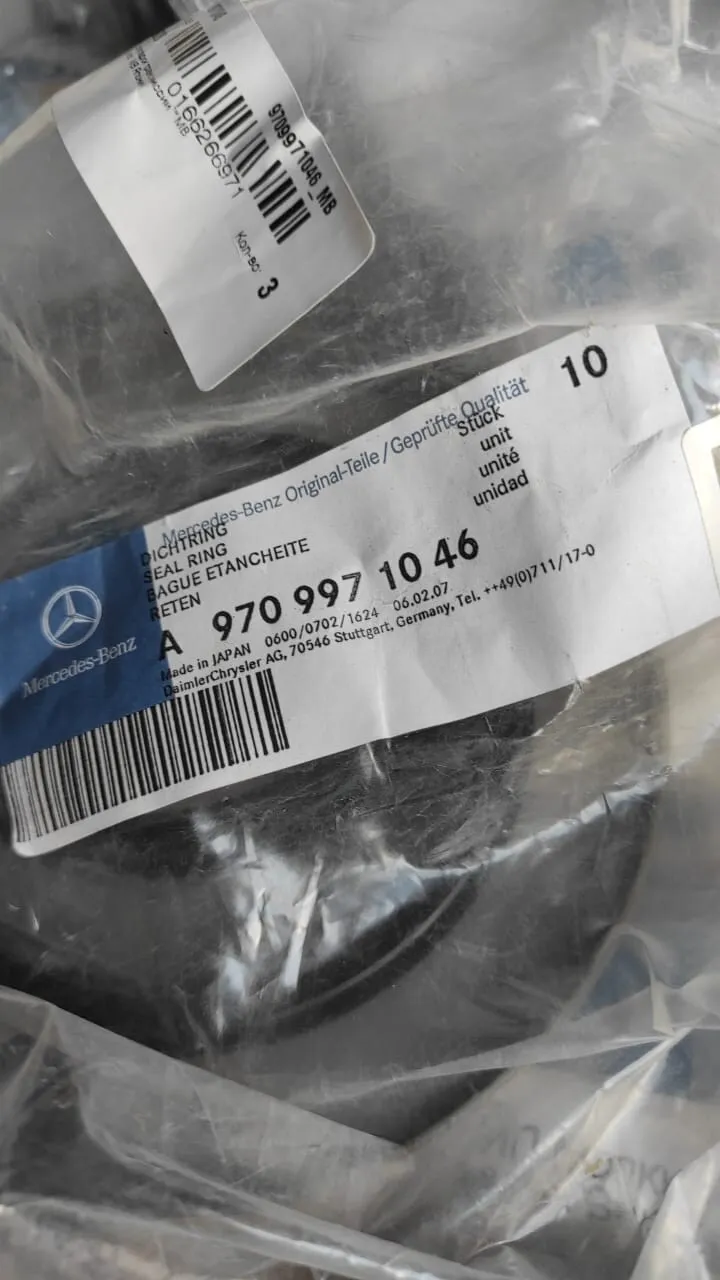 9709971046_MB
0166266971
МВ
Кол-во: 3
Mercedes-Benz Original-Teile/Geprüfte Qualität
10
Stück
unit
unité
unidad
DICHTRING
SEAL RING
BAGUE ETANCHEITE
RETEN
A 970 997 10 46
Made in JAPAN 0600/0702/1624 06.02.07
DaimlerChrysler AG, 70546 Stuttgart, Germany, Tel. ++49(0)711/17-0
Mercedes-Benz